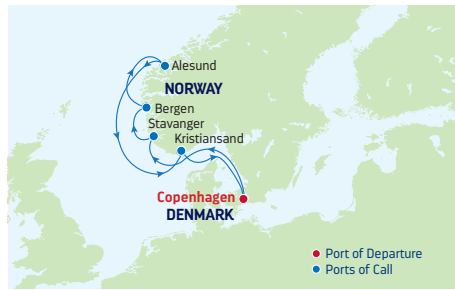 Alesund
NORWAY
Bergen
Stavanger
Kristiansand
Copenhagen
DENMARK
Port of Departure
Ports of Call